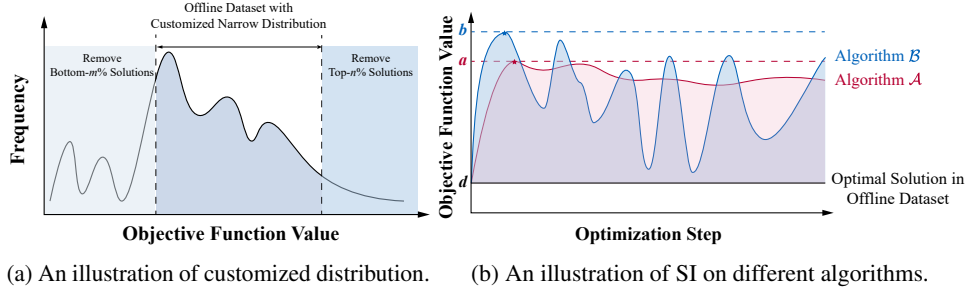 Offline Dataset with
Customized Narrow Distribution
Remove
Bottom-m% Solutions
Remove
Top-n% Solutions
Frequency
Objective Function Value
(a) An illustration of customized distribution.
Objective Function Value
b
a
d
Algorithm ℬ
Algorithm 𝒜
Optimal Solution in
Offline Dataset
Optimization Step
(b) An illustration of SI on different algorithms.